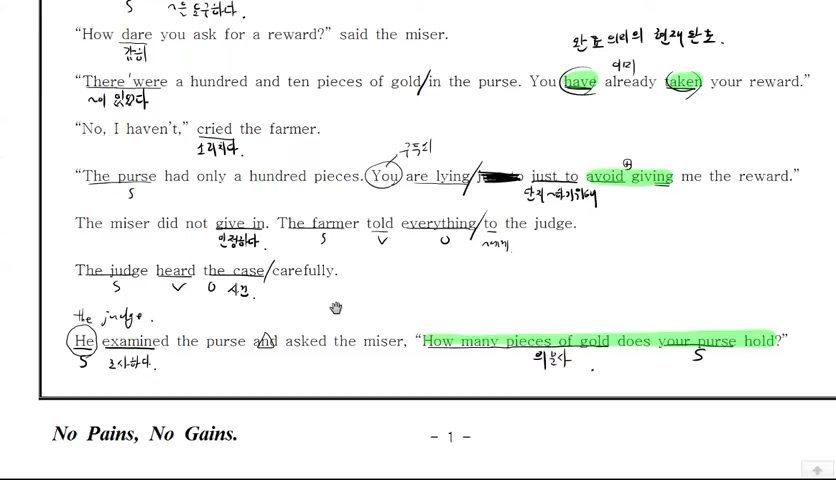 S ~을 요구하다.
"How dare you ask for a reward?" said the miser.
감히
완료 의미의 현재완료.
이미
"There were a hundred and ten pieces of gold/in the purse. You have already taken your reward."
~이 있었다
"No, I haven't," cried the farmer.
소리치다.
구두쇠
"The purse had only a hundred pieces. You are lying/ just to avoid giving me the reward."
S 단지 ~하기위해
The miser did not give in. The farmer told everything/to the judge.
인정하다. S V O ~에게
The judge heard the case/carefully.
S V O 사건.
the judge.
He examined the purse and asked the miser, "How many pieces of gold does your purse hold?"
S 조사하다. 의문사 S
No Pains, No Gains.
- 1 -